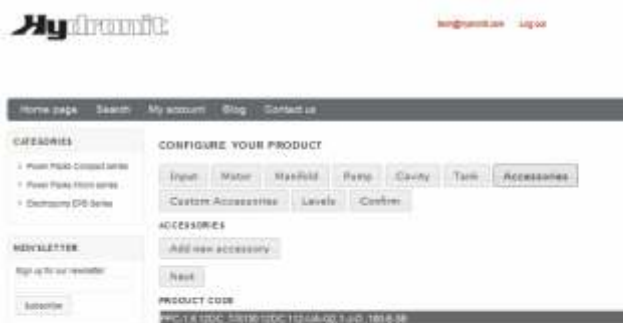 Hydronit
Log out
Home page Search My account Blog Contact us
CATEGORIES
Power Packs Compact series
Power Packs Micro series
CONFIGURE YOUR PRODUCT
Input Motor Manifold Pump Cavity Tank Accessories
Custom Accessories Levels Confirm
ACCESSORIES
Add new accessory
NEWSLETTER
Sign up for our newsletter
Subscribe
Next
PRODUCT CODE